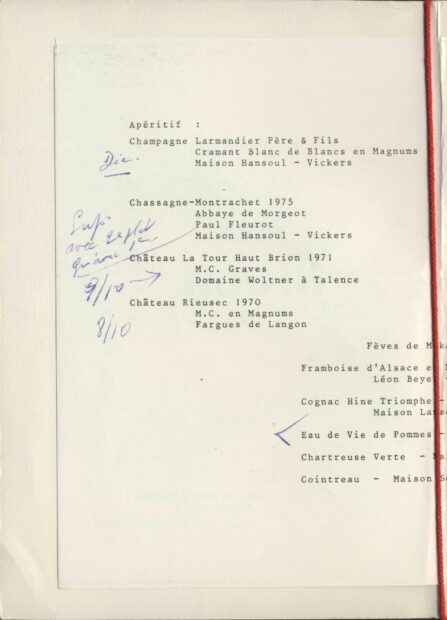 Apéritif :
Champagne Larmandier Père & Fils
Cramant Blanc de Blancs en Magnums
Maison Hansoul - Vickers
Chassagne-Montrachet 1975
Abbaye de Morgeot
Paul Fleurot
Maison Hansoul - Vickers
avec
Château La Tour Haut Brion 1971
M.C. Graves
9/10
Domaine Woltner à Talence
Château Rieusec 1970
M.C. en Magnums
8/10
Fargues de Langon
Fèves de M
Framboise d'Alsace e
Léon Beye
Cognac Hine Triomphe -
Maison La
Eau de Vie de Pommes -
Chartreuse Verte -
Cointreau - Maison